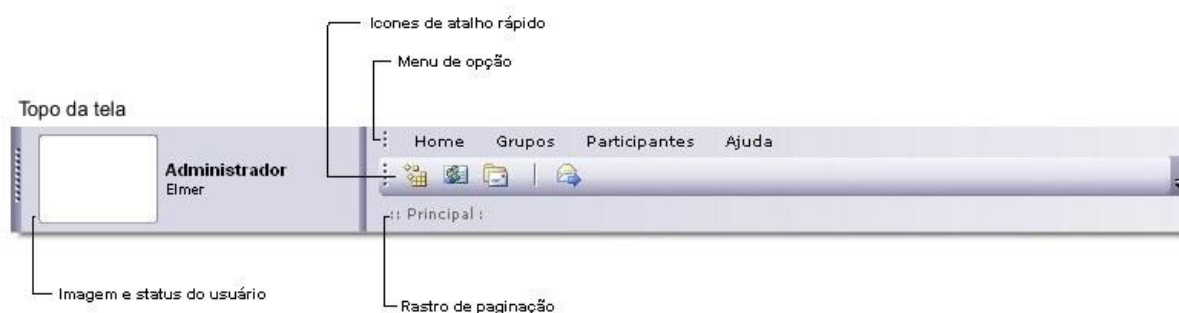 Icones de atalho rápido
Menu de opção
Topo da tela
Home Grupos Participantes Ajuda
Administrador
Elmer
:: Principal :
Imagem e status do usuário
Rastro de paginação